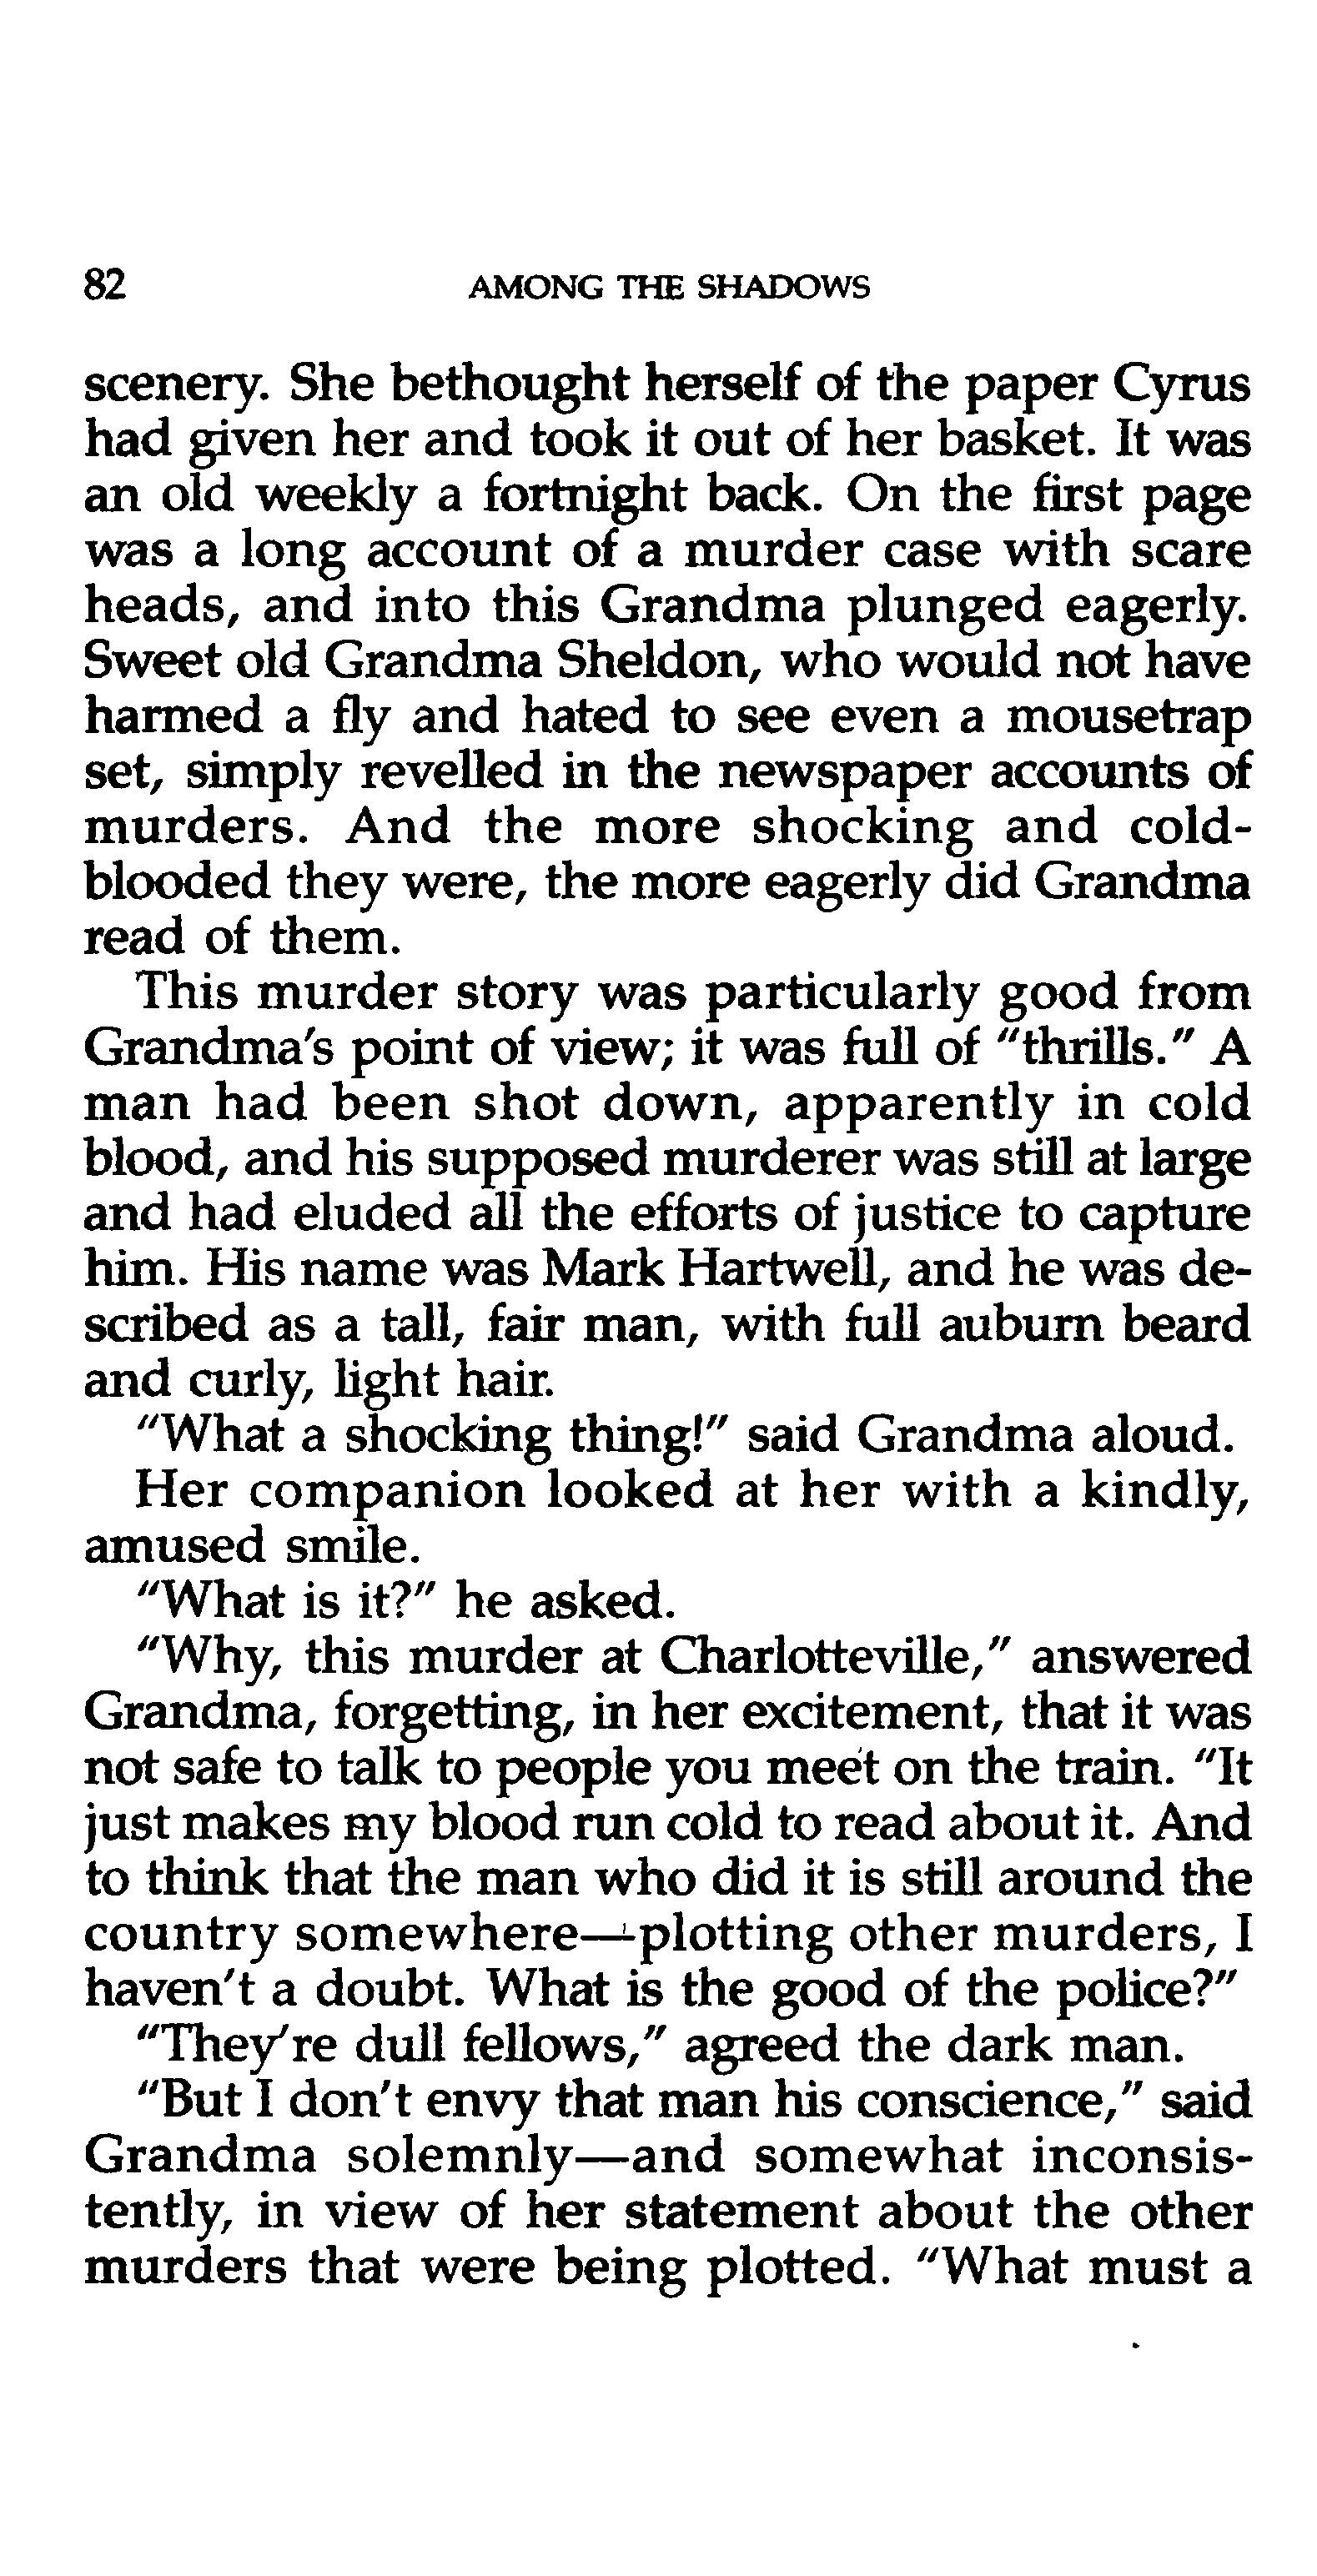 82 AMONG THE SHADOWS
scenery. She bethought herself of the paper Cyrus
had given her and took it out of her basket. It was
an old weekly a fortnight back. On the first page
was a long account of a murder case with scare
heads, and into this Grandma plunged eagerly.
Sweet old Grandma Sheldon, who would not have
harmed a fly and hated to see even a mousetrap
set, simply revelled in the newspaper accounts of
murders. And the more shocking and cold-
blooded they were, the more eagerly did Grandma
read of them.
This murder story was particularly good from
Grandma's point of view; it was full of "thrills." A
man had been shot down, apparently in cold
blood, and his supposed murderer was still at large
and had eluded all the efforts of justice to capture
him. His name was Mark Hartwell, and he was de-
scribed as a tall, fair man, with full auburn beard
and curly, light hair.
"What a shocking thing!" said Grandma aloud.
Her companion looked at her with a kindly,
amused smile.
"What is it?" he asked.
"Why, this murder at Charlotteville," answered
Grandma, forgetting, in her excitement, that it was
not safe to talk to people you meet on the train. "It
just makes my blood run cold to read about it. And
to think that the man who did it is still around the
country somewhere—plotting other murders, I
haven't a doubt. What is the good of the police?"
"They're dull fellows," agreed the dark man.
"But I don't envy that man his conscience," said
Grandma solemnly—and somewhat inconsis-
tently, in view of her statement about the other
murders that were being plotted. "What must a